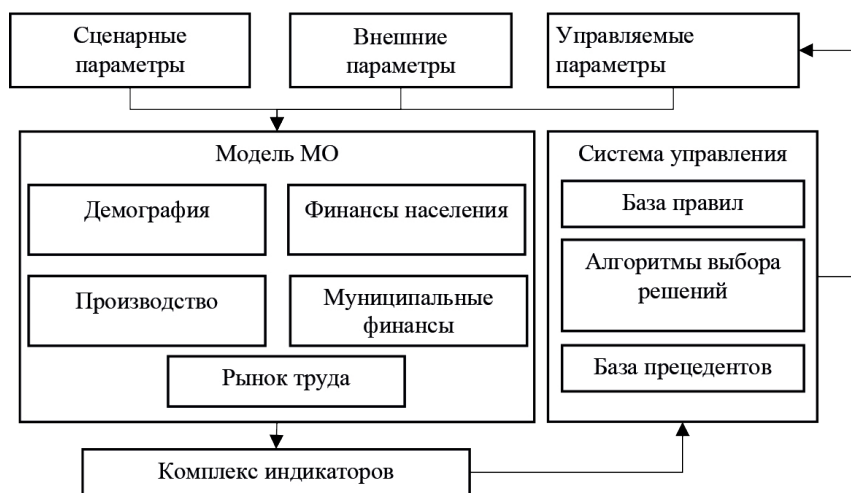 Сценарные
параметры
Внешние
параметры
Управляемые
параметры
Модель МО
Демография
Финансы населения
Производство
Муниципальные
финансы
Рынок труда
Система управления
База правил
Алгоритмы выбора
решений
База прецедентов
Комплекс индикаторов